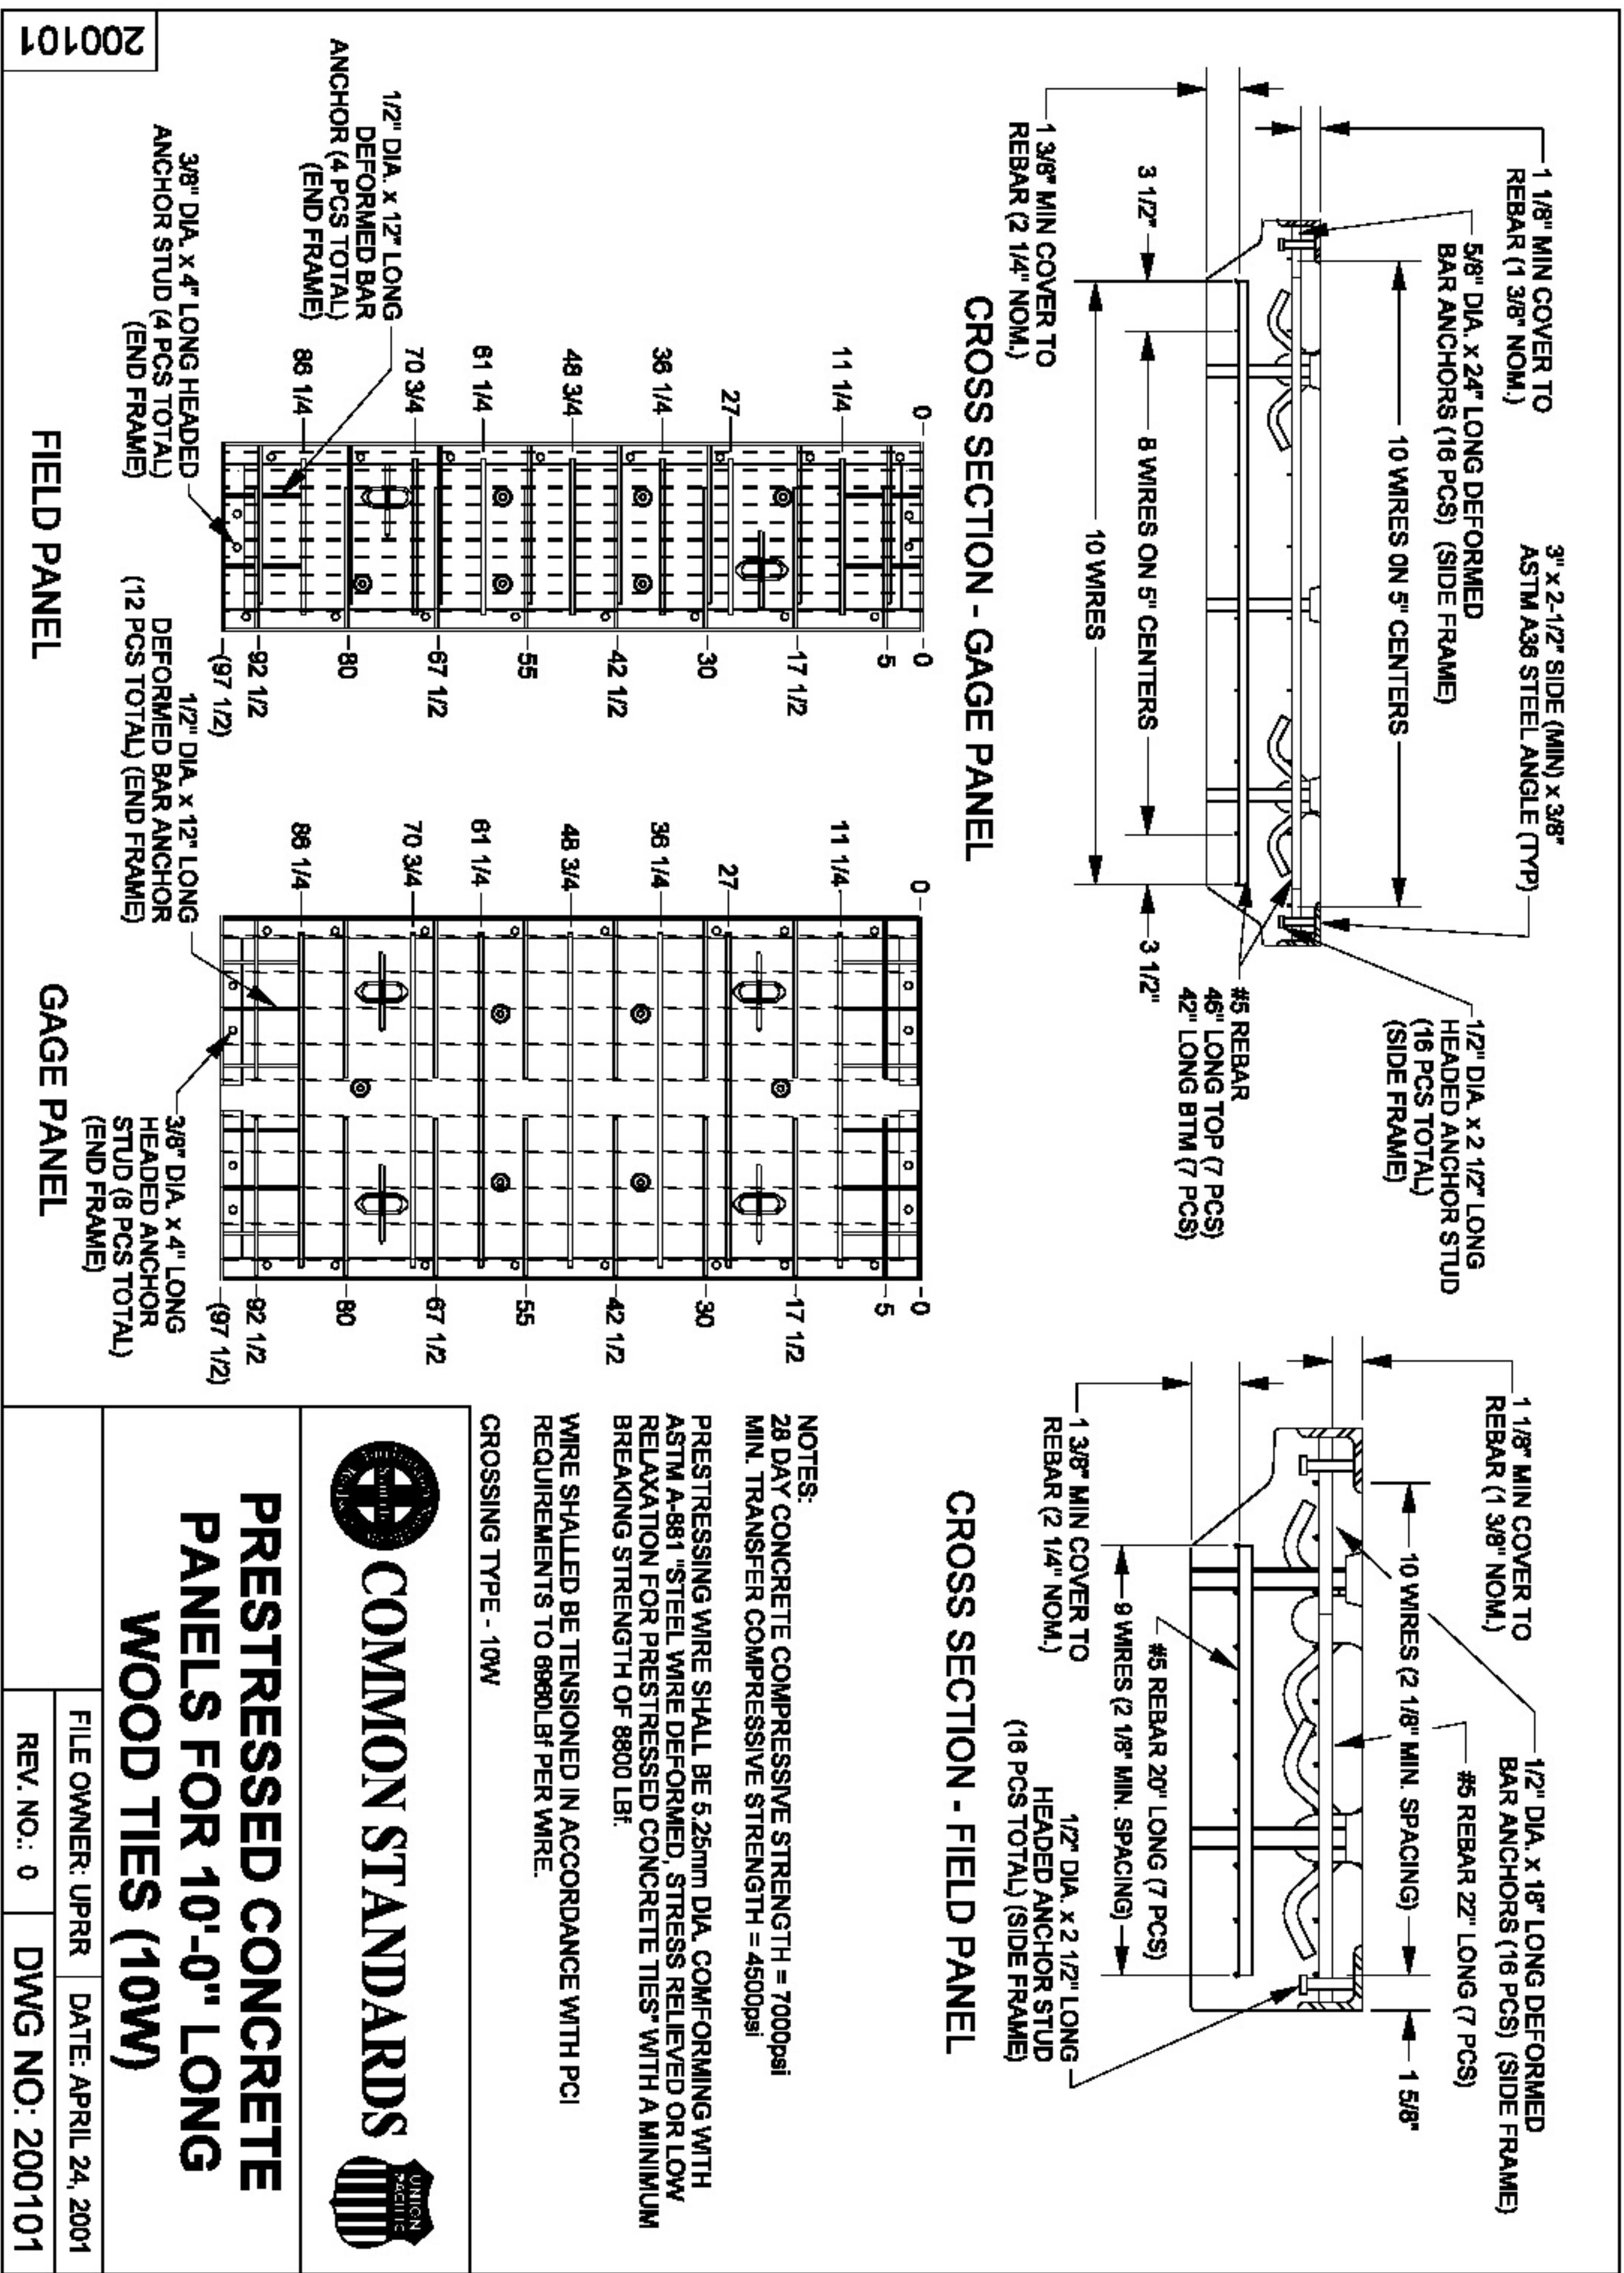 1 1/8" MIN COVER TO
REBAR (1 3/8" NOM.)
5/8" DIA. x 24" LONG DEFORMED
BAR ANCHORS (16 PCS) (SIDE FRAME)
10 WIRES ON 5" CENTERS
3" x 2-1/2" SIDE (MIN) x 3/8"
ASTM A36 STEEL ANGLE (TYP)
1/2" DIA. x 2 1/2" LONG
HEADED ANCHOR STUD
(16 PCS TOTAL)
(SIDE FRAME)
#5 REBAR
46" LONG TOP (7 PCS)
42" LONG BTM (7 PCS)
3 1/2"
8 WIRES ON 5" CENTERS
3 1/2"
10 WIRES
1 3/8" MIN COVER TO
REBAR (2 1/4" NOM.)
CROSS SECTION - GAGE PANEL
1 1/8" MIN COVER TO
REBAR (1 3/8" NOM.)
1/2" DIA. x 18" LONG DEFORMED
BAR ANCHORS (16 PCS) (SIDE FRAME)
#5 REBAR 22" LONG (7 PCS)
10 WIRES (2 1/8" MIN. SPACING)
1 5/8"
#5 REBAR 20" LONG (7 PCS)
9 WIRES (2 1/8" MIN. SPACING)
1 3/8" MIN COVER TO
REBAR (2 1/4" NOM.)
1/2" DIA. x 2 1/2" LONG
HEADED ANCHOR STUD
(16 PCS TOTAL) (SIDE FRAME)
CROSS SECTION - FIELD PANEL
0
11 1/4
27
36 1/4
48 3/4
61 1/4
70 3/4
86 1/4
0
5
17 1/2
30
42 1/2
55
67 1/2
80
92 1/2
(97 1/2)
1/2" DIA. x 12" LONG
DEFORMED BAR
ANCHOR (4 PCS TOTAL)
(END FRAME)
3/8" DIA. x 4" LONG HEADED
ANCHOR STUD (4 PCS TOTAL)
(END FRAME)
FIELD PANEL
0
11 1/4
27
36 1/4
48 3/4
61 1/4
70 3/4
86 1/4
0
5
17 1/2
30
42 1/2
55
67 1/2
80
92 1/2
(97 1/2)
1/2" DIA. x 12" LONG
DEFORMED BAR ANCHOR
(12 PCS TOTAL) (END FRAME)
3/8" DIA. x 4" LONG
HEADED ANCHOR
STUD (8 PCS TOTAL)
(END FRAME)
GAGE PANEL
NOTES:
28 DAY CONCRETE COMPRESSIVE STRENGTH = 7000psi
MIN. TRANSFER COMPRESSIVE STRENGTH = 4500psi
PRESTRESSING WIRE SHALL BE 5.25mm DIA. COMFORMING WITH
ASTM A-881 "STEEL WIRE DEFORMED, STRESS RELIEVED OR LOW
RELAXATION FOR PRESTRESSED CONCRETE TIES" WITH A MINIMUM
BREAKING STRENGTH OF 8800 LBf.
WIRE SHALLED BE TENSIONED IN ACCORDANCE WITH PCI
REQUIREMENTS TO PER WIRE.
CROSSING TYPE - 10W
COMMON STANDARDS
UNION
PACIFIC
PRESTRESSED CONCRETE
PANELS FOR 10'-0" LONG
WOOD TIES (10W)
FILE OWNER: UPRR
DATE: APRIL 24, 2001
REV. NO.: 0
DWG NO: 200101
200101